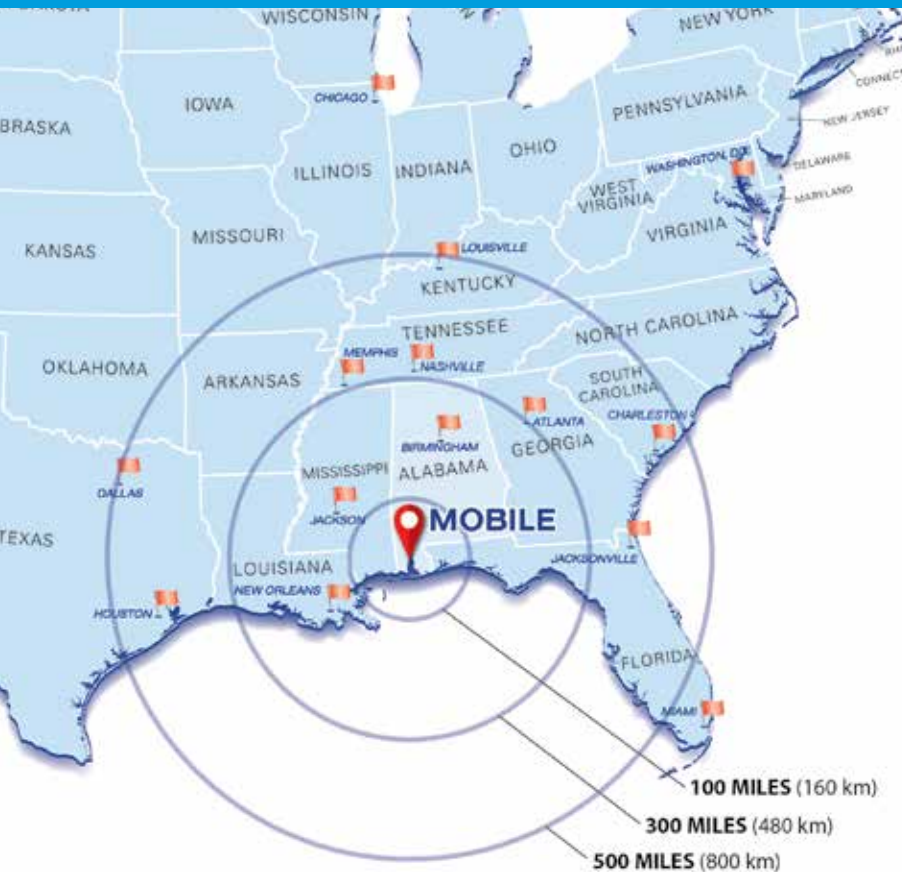 WISCONSIN
NEW YORK
CHICAGO
CONNEC
IOWA
PENNSYLVANIA
BRASKA
NEW JERSEY
OHIO
ILLINOIS
INDIANA
WASHINGTON, DC
DELAWARE
WEST
VIRGINIA
MARYLAND
VIRGINIA
MISSOURI
KANSAS
LOUISVILLE
KENTUCKY
NORTH CAROLINA
TENNESSEE
MEMPHIS
NASHVILLE
OKLAHOMA
ARKANSAS
SOUTH
CAROLINA
CHARLESTON
ATLANTA
BIRMINGHAM
GEORGIA
MISSISSIPPI
ALABAMA
DALLAS
JACKSON
MOBILE
TEXAS
JACKSONVILLE
LOUISIANA
NEW ORLEANS
HOUSTON
FLORIDA
MIAMI
100 MILES (160 km)
300 MILES (480 km)
500 MILES (800 km)